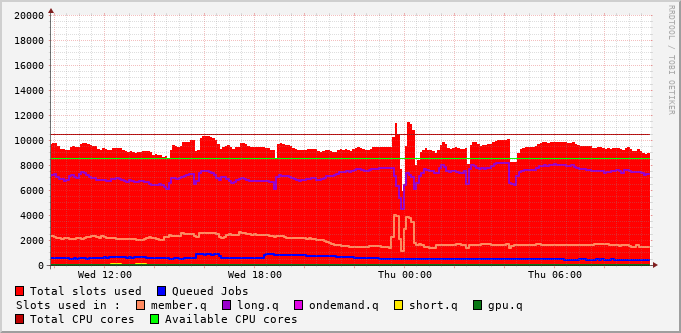 20000
18000
16000
14000
12000
10000
8000
6000
4000
2000
0
Wed 12:00 Wed 18:00 Thu 00:00 Thu 06:00
RRDTOOL / TOBI OETIKER
Total slots used Queued Jobs
Slots used in : member.q long.q ondemand.q short.q gpu.q
Total CPU cores Available CPU cores